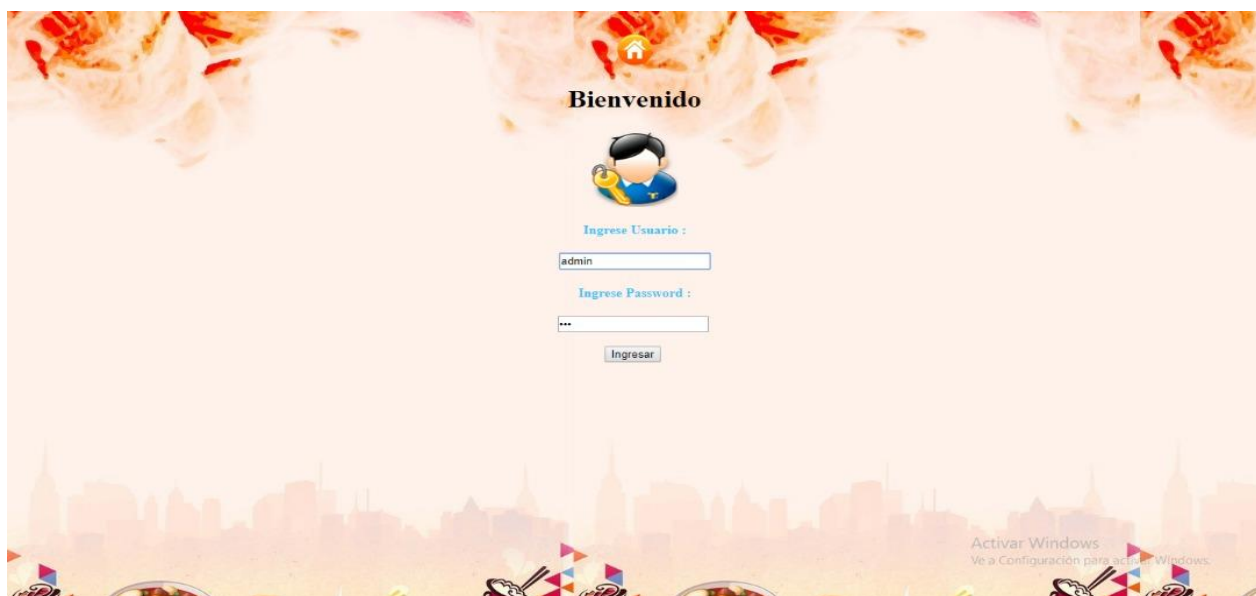 Bienvenido
Ingrese Usuario :
admin
Ingrese Password :
•••
Ingresar
Activar Windows
Ve a Configuración para activar Windows.